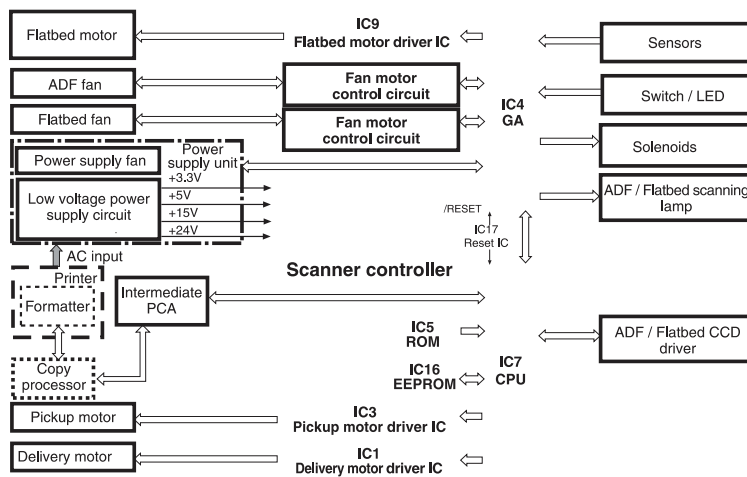 Flatbed motor
IC9
Flatbed motor driver IC
Sensors
ADF fan
Fan motor
control circuit
IC4
GA
Switch / LED
Flatbed fan
Fan motor
control circuit
Solenoids
Power supply fan
Power
supply unit
Low voltage power
supply circuit
+3.3V
+5V
+15V
+24V
ADF / Flatbed scanning
lamp
/RESET
IC17
Reset IC
AC input
Scanner controller
Printer
Formatter
Intermediate
PCA
IC5
ROM
ADF / Flatbed CCD
driver
Copy
processor
IC16
EEPROM
IC7
CPU
Pickup motor
IC3
Pickup motor driver IC
Delivery motor
IC1
Delivery motor driver IC